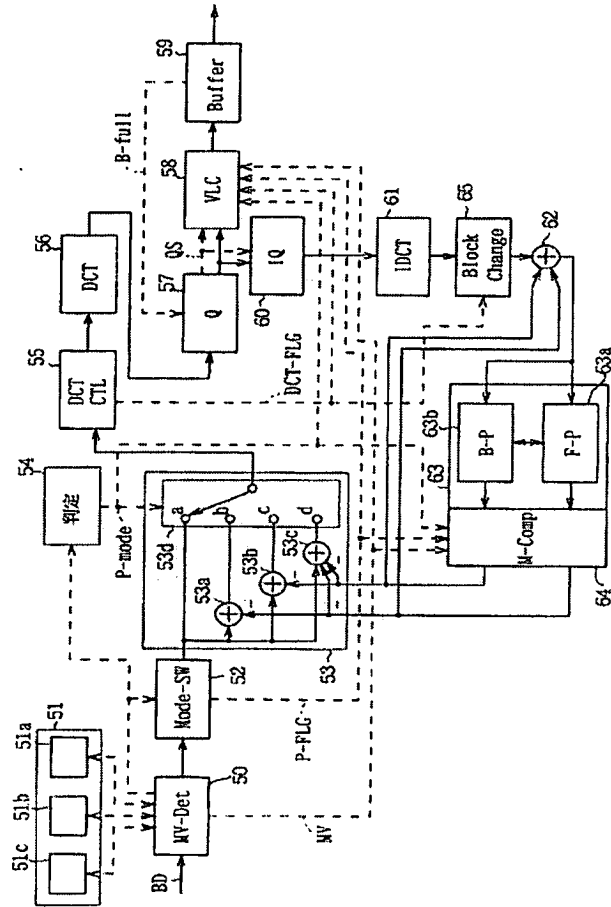 51
51c
51b
51a
BD
MV-Det
50
Mode-SW
52
判定
54
P-mode
P-FLG
MV
53
53a
53b
53c
53d
a
b
c
d
DCT
CTL
55
DCT
56
DCT-FLG
Q
57
QS
VLC
58
Buffer
59
B-full
IQ
60
IDCT
61
Block
Change
65
62
63
63a
63b
B-P
F-P
M-Comp
64